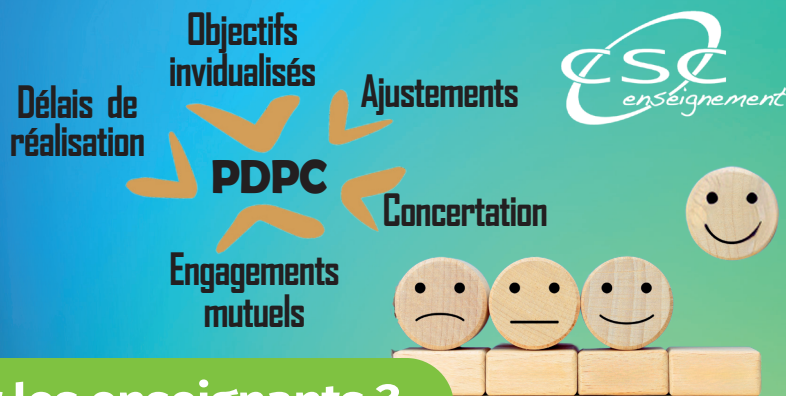 Objectifs
invidualisés
Délais de
réalisation
Ajustements
PDPC
Concertation
Engagements
mutuels
CSC
enseignement
les enseignants ?